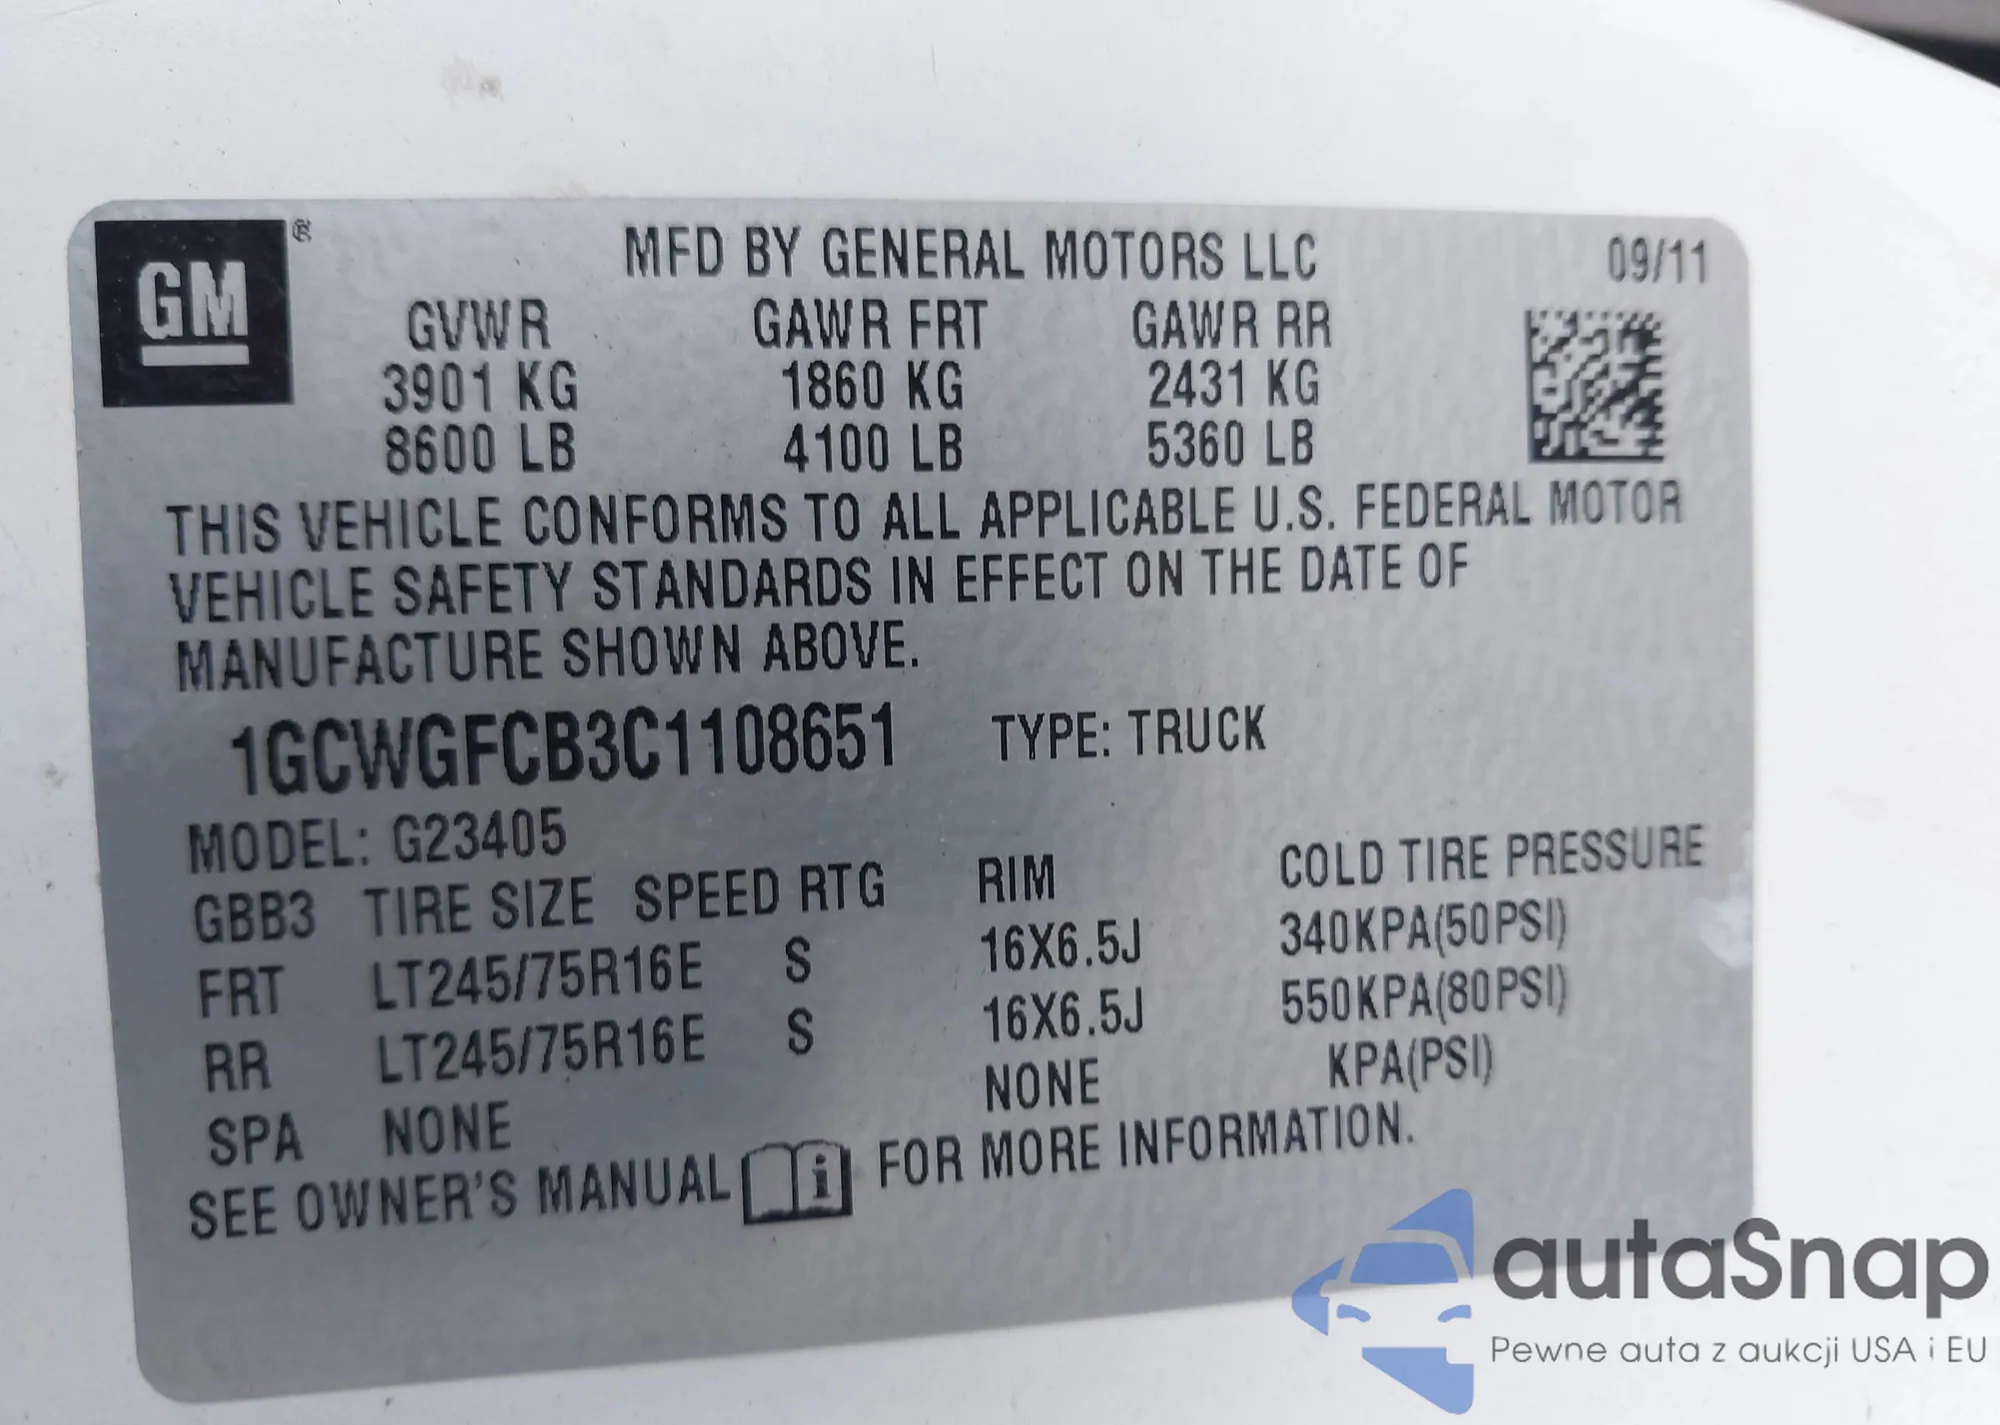 GM ®
MFD BY GENERAL MOTORS LLC 09/11
GVWR GAWR FRT GAWR RR
3901 KG 1860 KG 2431 KG
8600 LB 4100 LB 5360 LB
THIS VEHICLE CONFORMS TO ALL APPLICABLE U.S. FEDERAL MOTOR
VEHICLE SAFETY STANDARDS IN EFFECT ON THE DATE OF
MANUFACTURE SHOWN ABOVE.
1GCWGFCB3C1108651 TYPE: TRUCK
MODEL: G23405
GBB3 TIRE SIZE SPEED RTG RIM COLD TIRE PRESSURE
FRT LT245/75R16E S 16X6.5J 340KPA(50PSI)
RR LT245/75R16E S 16X6.5J 550KPA(80PSI)
SPA NONE NONE KPA(PSI)
SEE OWNER'S MANUAL i FOR MORE INFORMATION.
autaSnap
Pewne auta z aukcji USA i EU